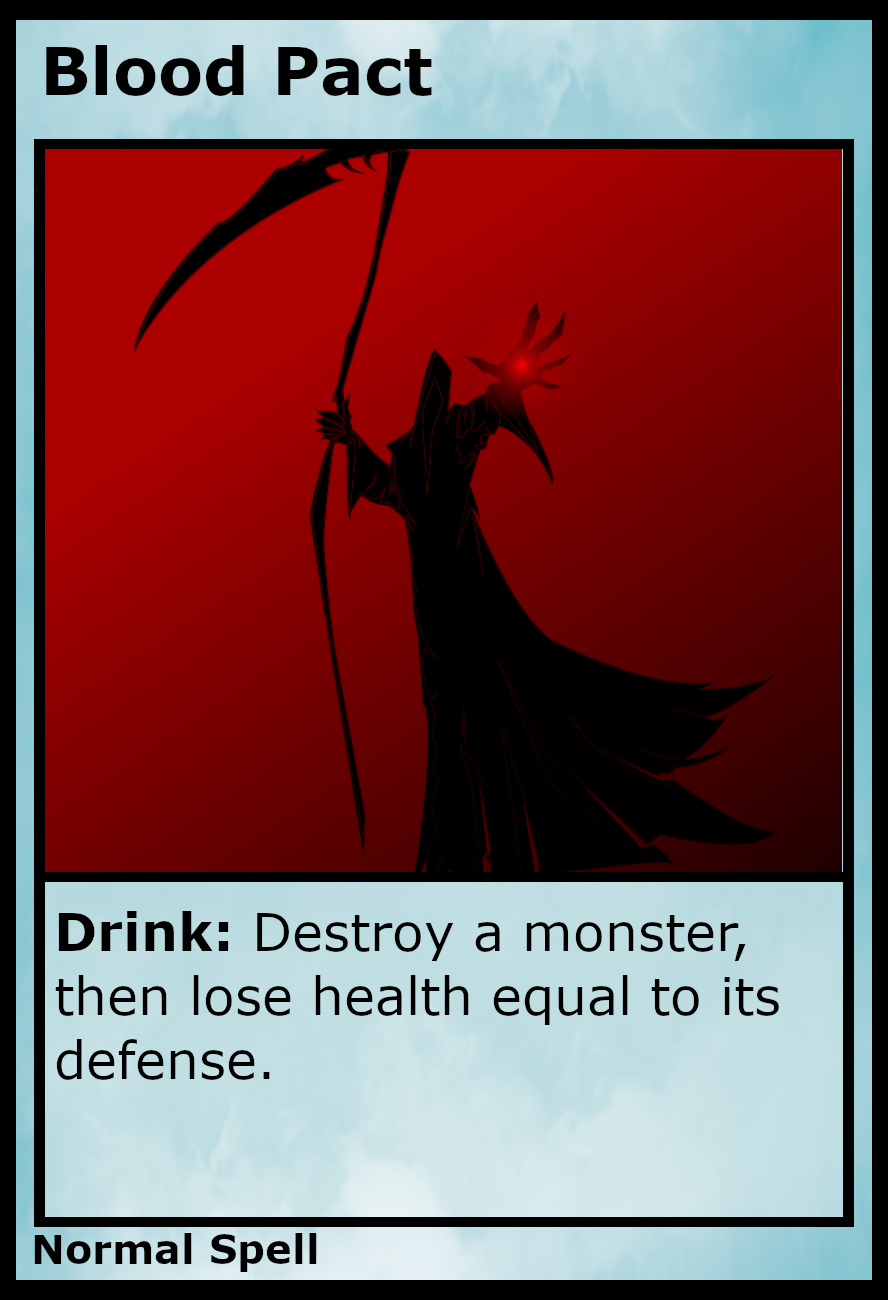 Blood Pact
Drink: Destroy a monster,
then lose health equal to its
defense.
Normal Spell